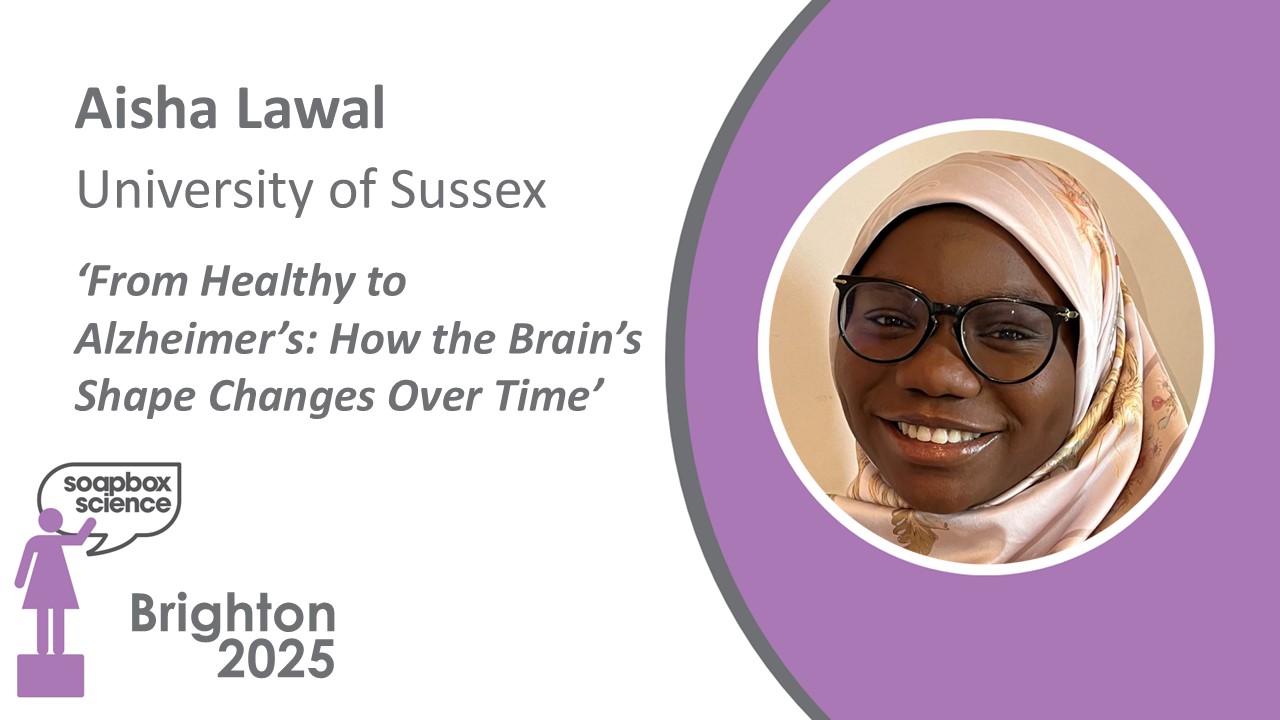 Aisha Lawal
University of Sussex
‘From Healthy to
Alzheimer’s: How the Brain’s
Shape Changes Over Time’
soapbox
science
Brighton
2025